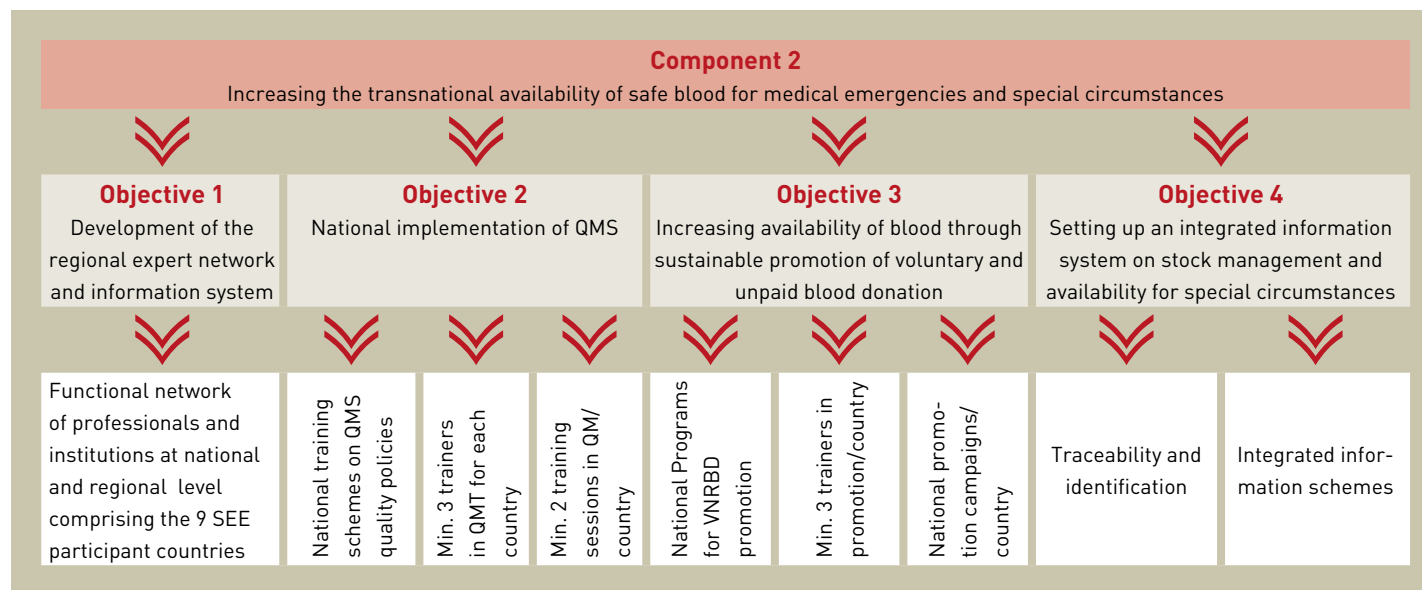 Component 2
Increasing the transnational availability of safe blood for medical emergencies and special circumstances
Objective 1
Development of the
regional expert network
and information system
Objective 2
National implementation of QMS
Objective 3
Increasing availability of blood through
sustainable promotion of voluntary and
unpaid blood donation
Objective 4
Setting up an integrated information
system on stock management and
availability for special circumstances
Functional network
of professionals and
institutions at national
and regional level
comprising the 9 SEE
participant countries
National training
schemes on QMS
quality policies
Min. 3 trainers
in QMT for each
country
Min. 2 training
sessions in QM/
country
National Programs
for VNRBD
promotion
Min. 3 trainers in
promotion/country
National promo-
tion campaigns/
country
Traceability and
identification
Integrated infor-
mation schemes